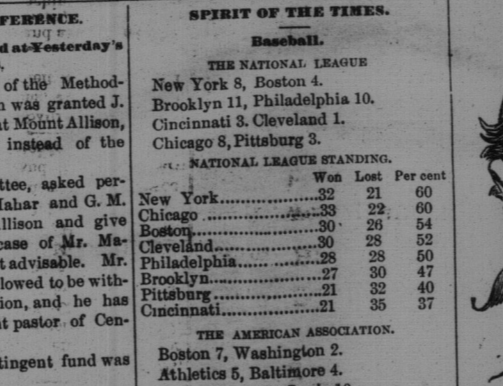 FERENCE.
d at Yesterday's
of the Method-
n was granted J.
at Mount Allison,
instead of the
ttee, asked per-
Mahar and G. M.
llison and give
case of Mr. Ma-
t advisable. Mr.
lowed to be with-
ion, and he has
nt pastor of Cen-
tingent fund was
SPIRIT OF THE TIMES.
Baseball.
THE NATIONAL LEAGUE
New York 8, Boston 4.
Brooklyn 11, Philadelphia 10.
Cincinnati 3. Cleveland 1.
Chicago 8, Pittsburg 3.
NATIONAL LEAGUE STANDING.
Won Lost Per cent
New York 32 21 60
Chicago 33 22 60
Boston 30 26 54
Cleveland 30 28 52
Philadelphia 28 28 50
Brooklyn 27 30 47
Pittsburg 21 32 40
Cincinnati 21 35 37
THE AMERICAN ASSOCIATION.
Boston 7, Washington 2.
Athletics 5, Baltimore 4.